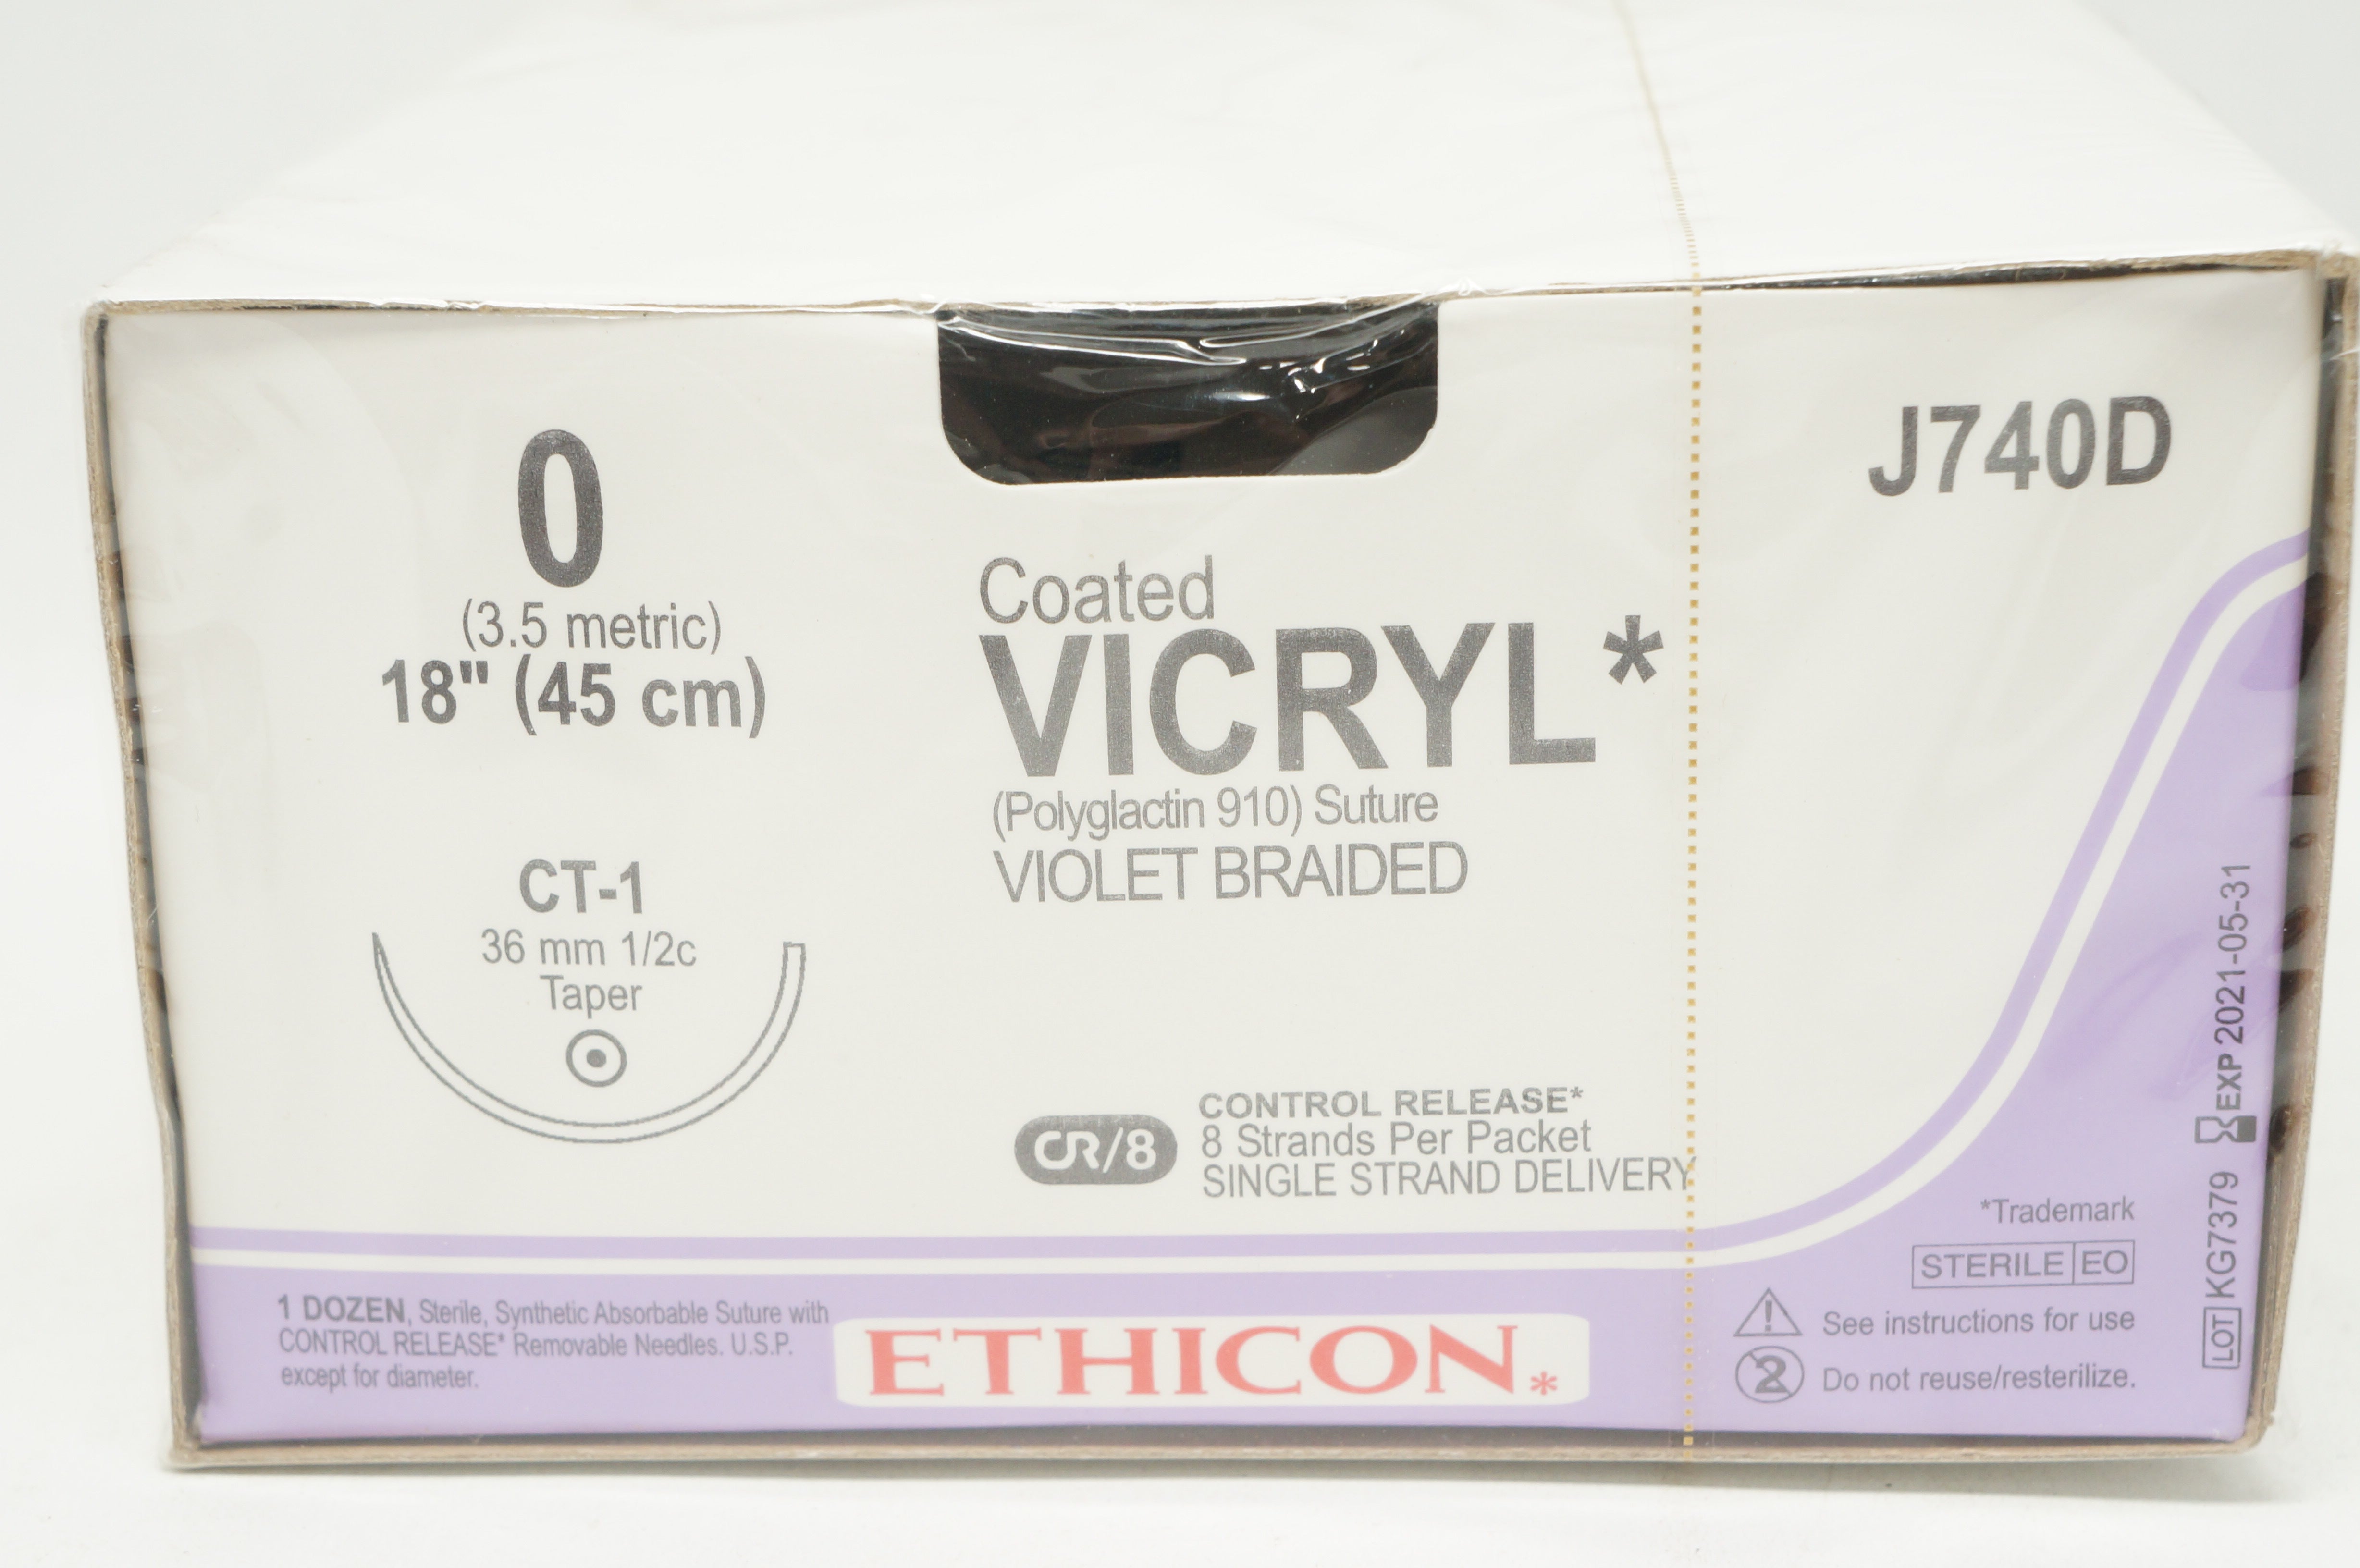 0
(3.5 metric)
18" (45 cm)
CT-1
36 mm 1/2c
Taper
J740D
Coated
VICRYL*
(Polyglactin 910) Suture
VIOLET BRAIDED
CR/8
CONTROL RELEASE*
8 Strands Per Packet
SINGLE STRAND DELIVERY
1 DOZEN, Sterile, Synthetic Absorbable Suture with
CONTROL RELEASE* Removable Needles. U.S.P.
except for diameter.
ETHICON*
*Trademark
STERILE EO
See instructions for use
2
Do not reuse/resterilize.
EXP 2021-05-31
LOT KG7379